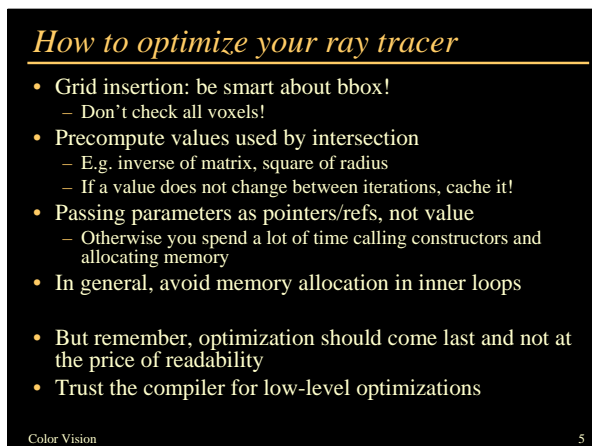 How to optimize your ray tracer
• Grid insertion: be smart about bbox!
– Don't check all voxels!
• Precompute values used by intersection
– E.g. inverse of matrix, square of radius
– If a value does not change between iterations, cache it!
• Passing parameters as pointers/refs, not value
– Otherwise you spend a lot of time calling constructors and
allocating memory
• In general, avoid memory allocation in inner loops
• But remember, optimization should come last and not at
the price of readability
• Trust the compiler for low-level optimizations
Color Vision 5